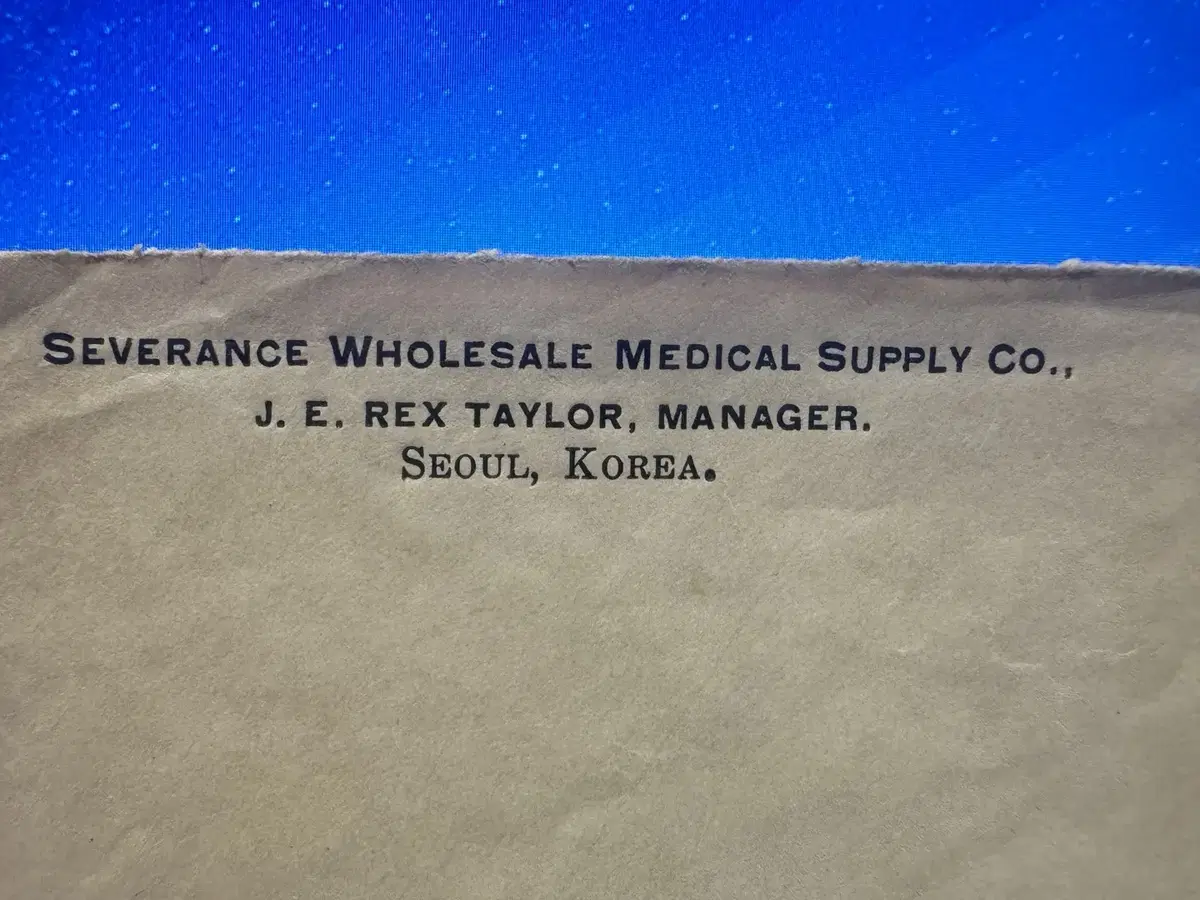 SEVERANCE WHOLESALE MEDICAL SUPPLY CO.,
J. E. REX TAYLOR, MANAGER.
SEOUL, KOREA.